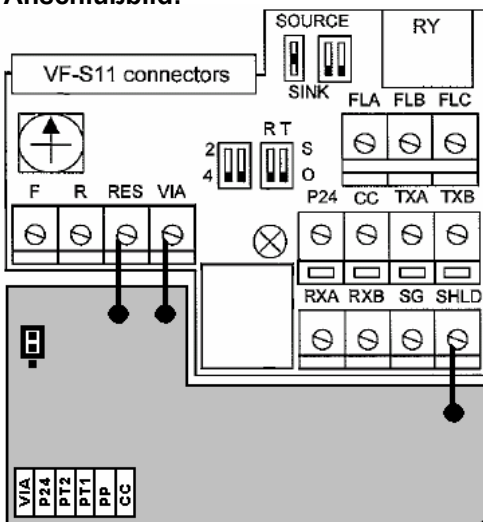 Anschlußbild:
SOURCE
RY
VF-S11 connectors
SINK
FLA FLB FLC
R T
2 S
4 O
F R RES VIA
P24 CC TXA TXB
RXA RXB SG SHLD
VIA
P24
PT2
PT1
PP
CC